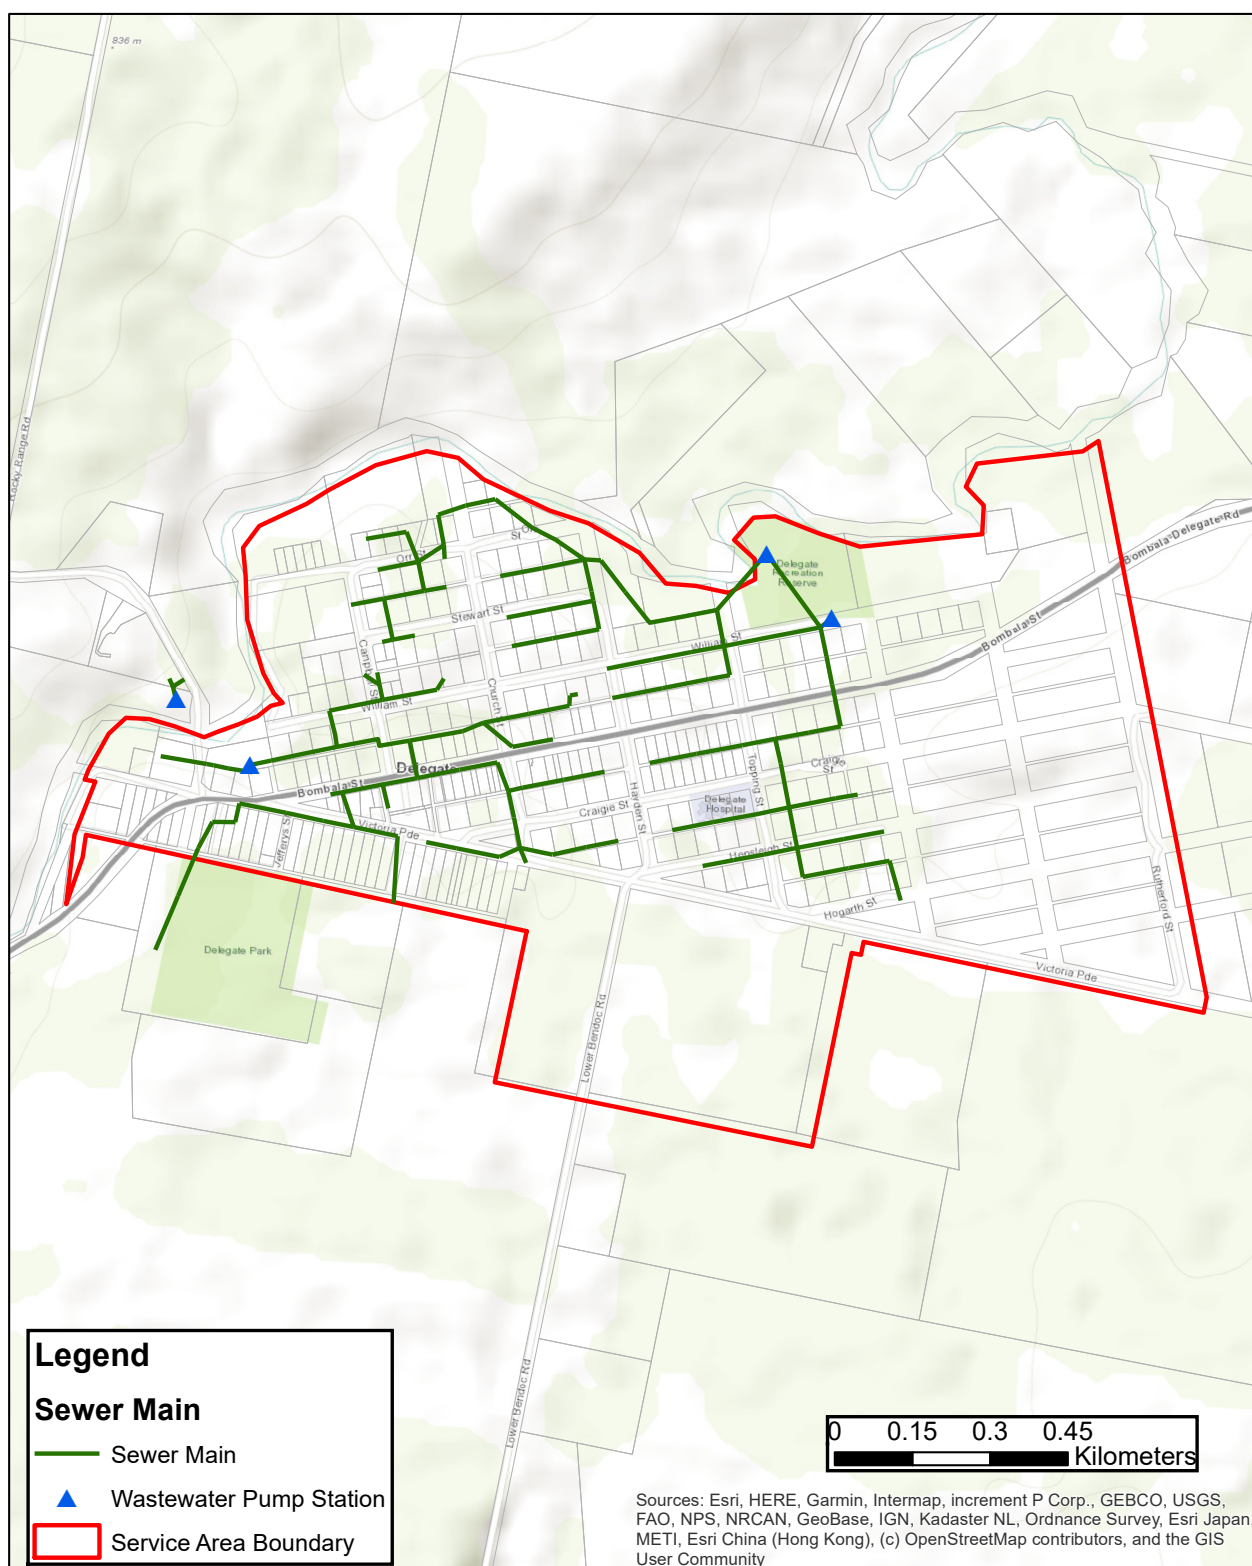 836 m
Rocky Range Rd
Bombala-Delegate Rd
Delegate
Recreation
Reserve
Orr St
St
Stewart St
William St
Bombala St
Campbell St
Church St
William St
Delegate
Bombala St
Craigie
St
Topping St
Hayden St
Delegate
Hospital
Craigie St
Victoria Pde
Jefferys St
Hensleigh St
Hogarth St
Rutherford St
Delegate Park
Victoria Pde
Lower Bendoc Rd
Lower Bendoc Rd
Legend
Sewer Main
Sewer Main
Wastewater Pump Station
Service Area Boundary
0 0.15 0.3 0.45
Kilometers
Sources: Esri, HERE, Garmin, Intermap, increment P Corp., GEBCO, USGS,
FAO, NPS, NRCAN, GeoBase, IGN, Kadaster NL, Ordnance Survey, Esri Japan,
METI, Esri China (Hong Kong), (c) OpenStreetMap contributors, and the GIS
User Community